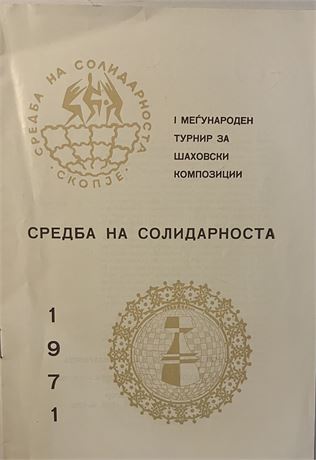 СРЕДБА НА СОЛИДАРНОСТА
· СКОПЈЕ ·
I МЕЃУНАРОДЕН
ТУРНИР ЗА
ШАХОВСКИ
КОМПОЗИЦИИ
СРЕДБА НА СОЛИДАРНОСТА
1
9
7
1